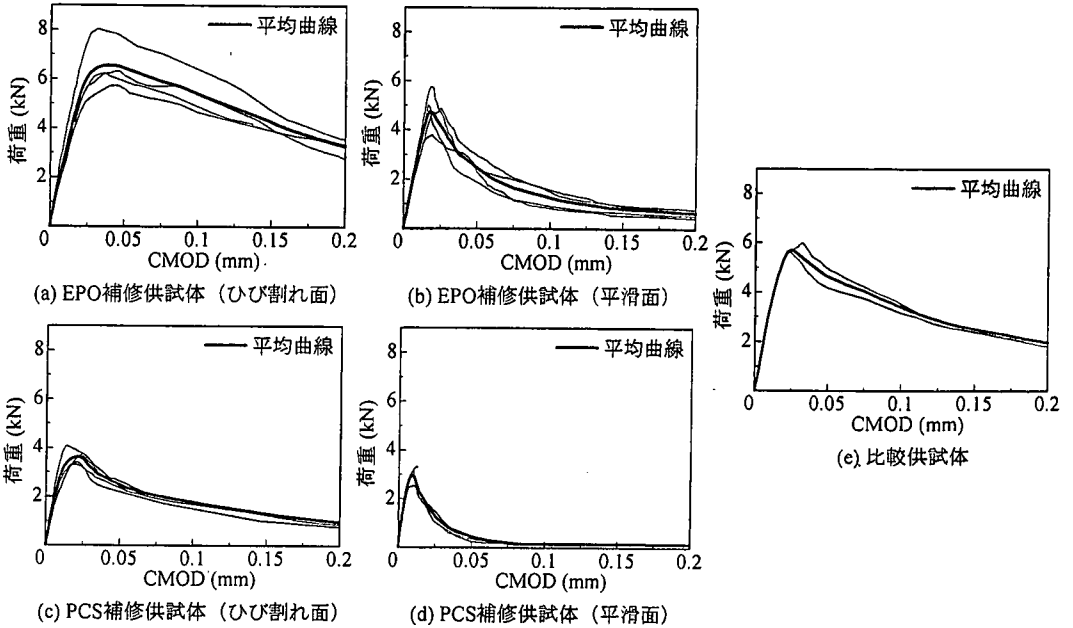 平均曲線
荷重 (kN)
8
6
4
2
0 0.05 0.1 0.15 0.2
CMOD (mm)
(a) EPO補修供試体（ひび割れ面）
平均曲線
荷重 (kN)
8
6
4
2
0 0.05 0.1 0.15 0.2
CMOD (mm)
(b) EPO補修供試体（平滑面）
平均曲線
荷重 (kN)
8
6
4
2
0 0.05 0.1 0.15 0.2
CMOD (mm)
(c) PCS補修供試体（ひび割れ面）
平均曲線
荷重 (kN)
8
6
4
2
0 0.05 0.1 0.15 0.2
CMOD (mm)
(d) PCS補修供試体（平滑面）
平均曲線
荷重 (kN)
8
6
4
2
0 0.05 0.1 0.15 0.2
CMOD (mm)
(e) 比較供試体